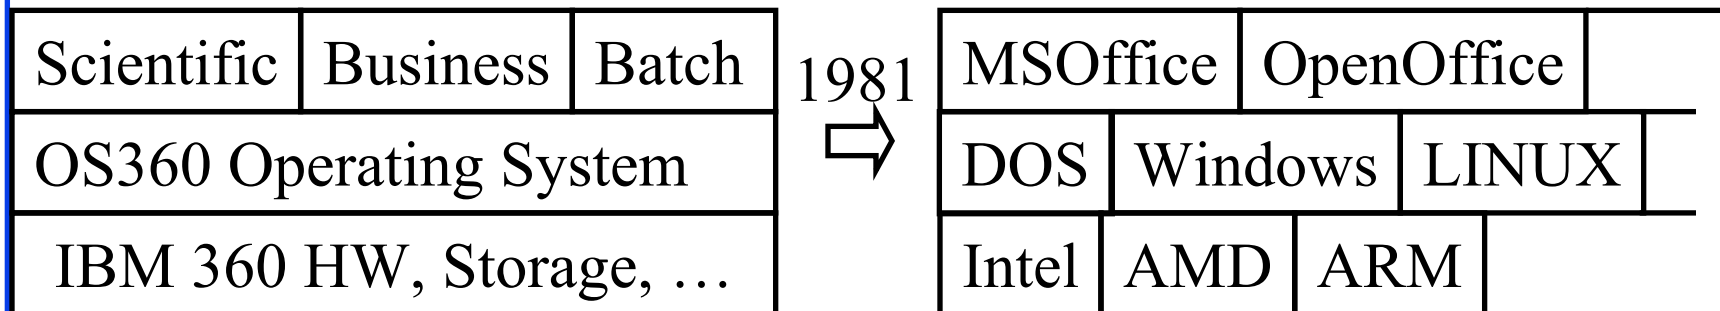 Scientific Business Batch
OS360 Operating System
IBM 360 HW, Storage, …
1981
MSOffice OpenOffice
DOS Windows LINUX
Intel AMD ARM